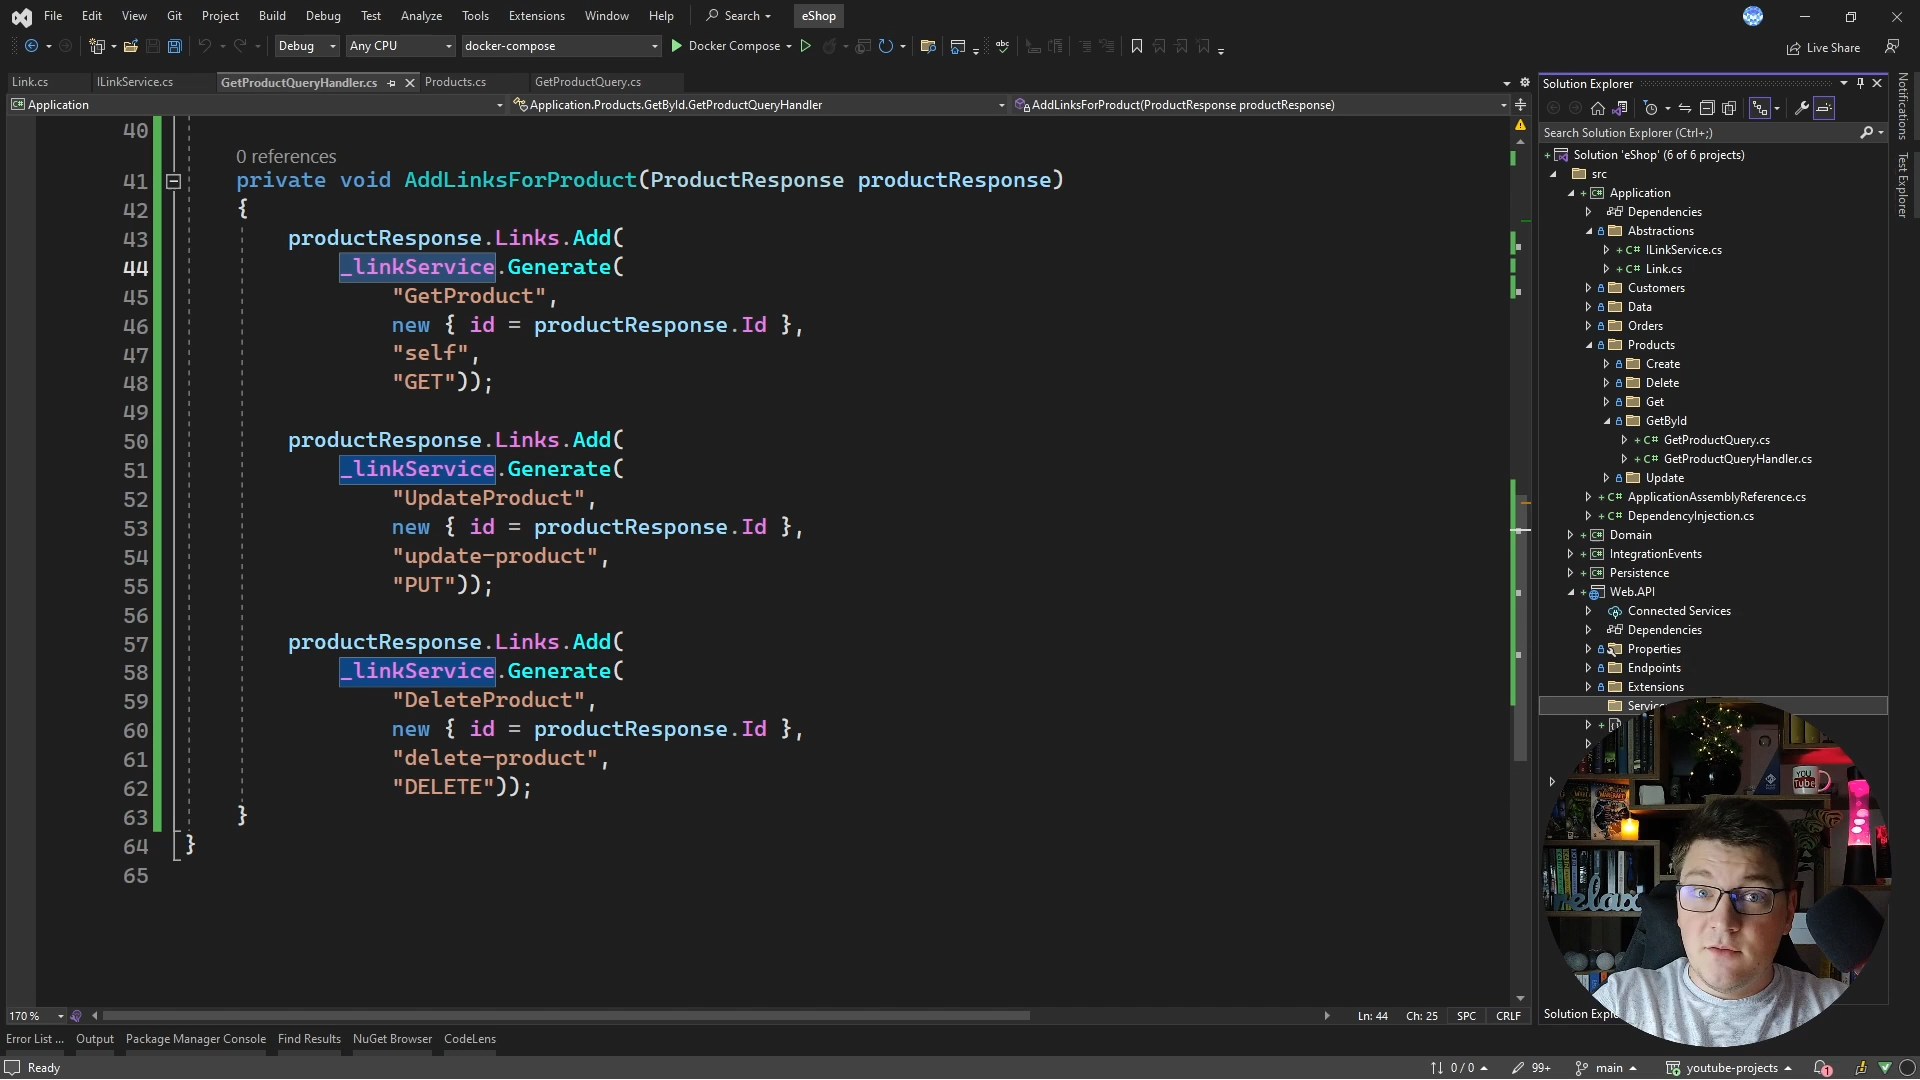 File Edit View Git Project Build Debug Test Analyze Tools Extensions Window Help Search eShop
Debug Any CPU docker-compose Docker Compose Live Share
Link.cs ILinkService.cs GetProductQueryHandler.cs Products.cs GetProductQuery.cs
Application Application.Products.GetById.GetProductQueryHandler AddLinksForProduct(ProductResponse productResponse)
40
0 references
41 private void AddLinksForProduct(ProductResponse productResponse)
42 {
43 productResponse.Links.Add(
44 _linkService.Generate(
45 "GetProduct",
46 new { id = productResponse.Id },
47 "self",
48 "GET"));
49
50 productResponse.Links.Add(
51 _linkService.Generate(
52 "UpdateProduct",
53 new { id = productResponse.Id },
54 "update-product",
55 "PUT"));
56
57 productResponse.Links.Add(
58 _linkService.Generate(
59 "DeleteProduct",
60 new { id = productResponse.Id },
61 "delete-product",
62 "DELETE"));
63 }
64 }
65
170 % Ln: 44 Ch: 25 SPC CRLF
Solution Explorer
Search Solution Explorer (Ctrl+;)
Solution 'eShop' (6 of 6 projects)
src
Application
Dependencies
Abstractions
C# ILinkService.cs
C# Link.cs
Customers
Data
Orders
Products
Create
Delete
Get
GetById
C# GetProductQuery.cs
C# GetProductQueryHandler.cs
Update
C# ApplicationAssemblyReference.cs
C# DependencyInjection.cs
Domain
IntegrationEvents
Persistence
Web.API
Connected Services
Dependencies
Properties
Endpoints
Extensions
Notifications
Test Explorer
YOU
Tube
relax
Solution
Error List ... Output Package Manager Console Find Results NuGet Browser CodeLens
Ready 0 / 0 99+ main youtube-projects 1